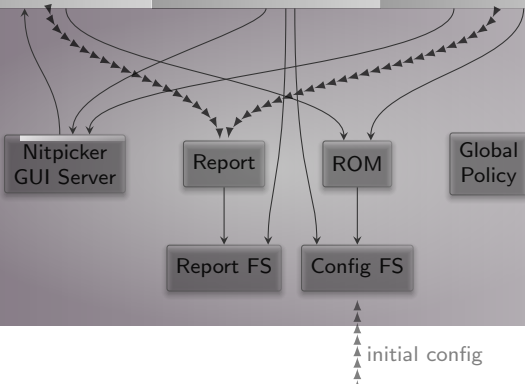 Nitpicker
GUI Server
Report
ROM
Global
Policy
Report FS
Config FS
initial config